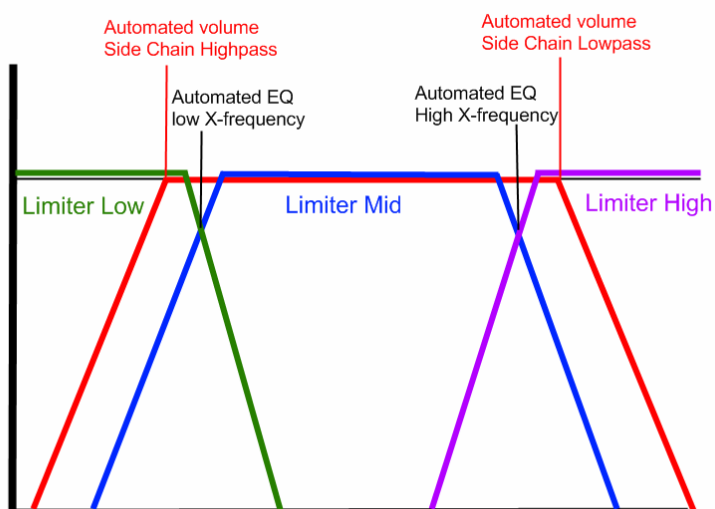 Automated volume
Side Chain Highpass
Automated volume
Side Chain Lowpass
Automated EQ
low X-frequency
Automated EQ
High X-frequency
Limiter Low
Limiter Mid
Limiter High